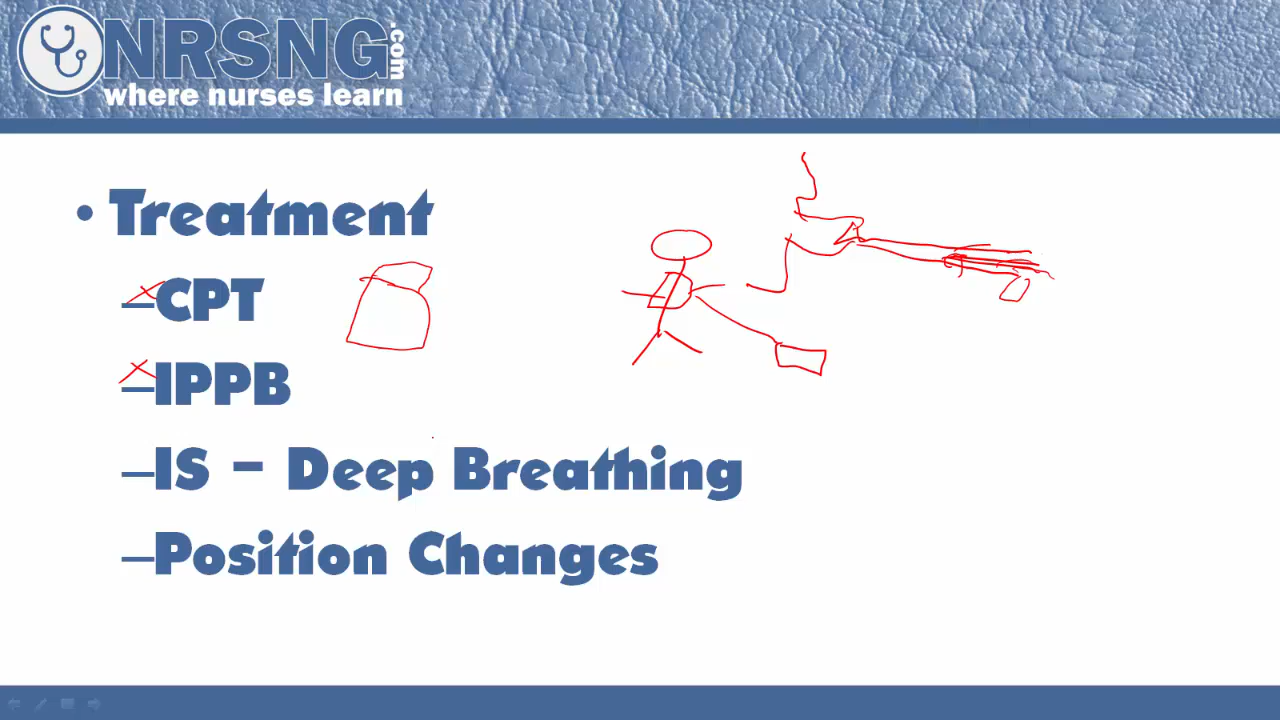 NRSNG.com
where nurses learn
• Treatment
–CPT
–IPPB
–IS – Deep Breathing
–Position Changes